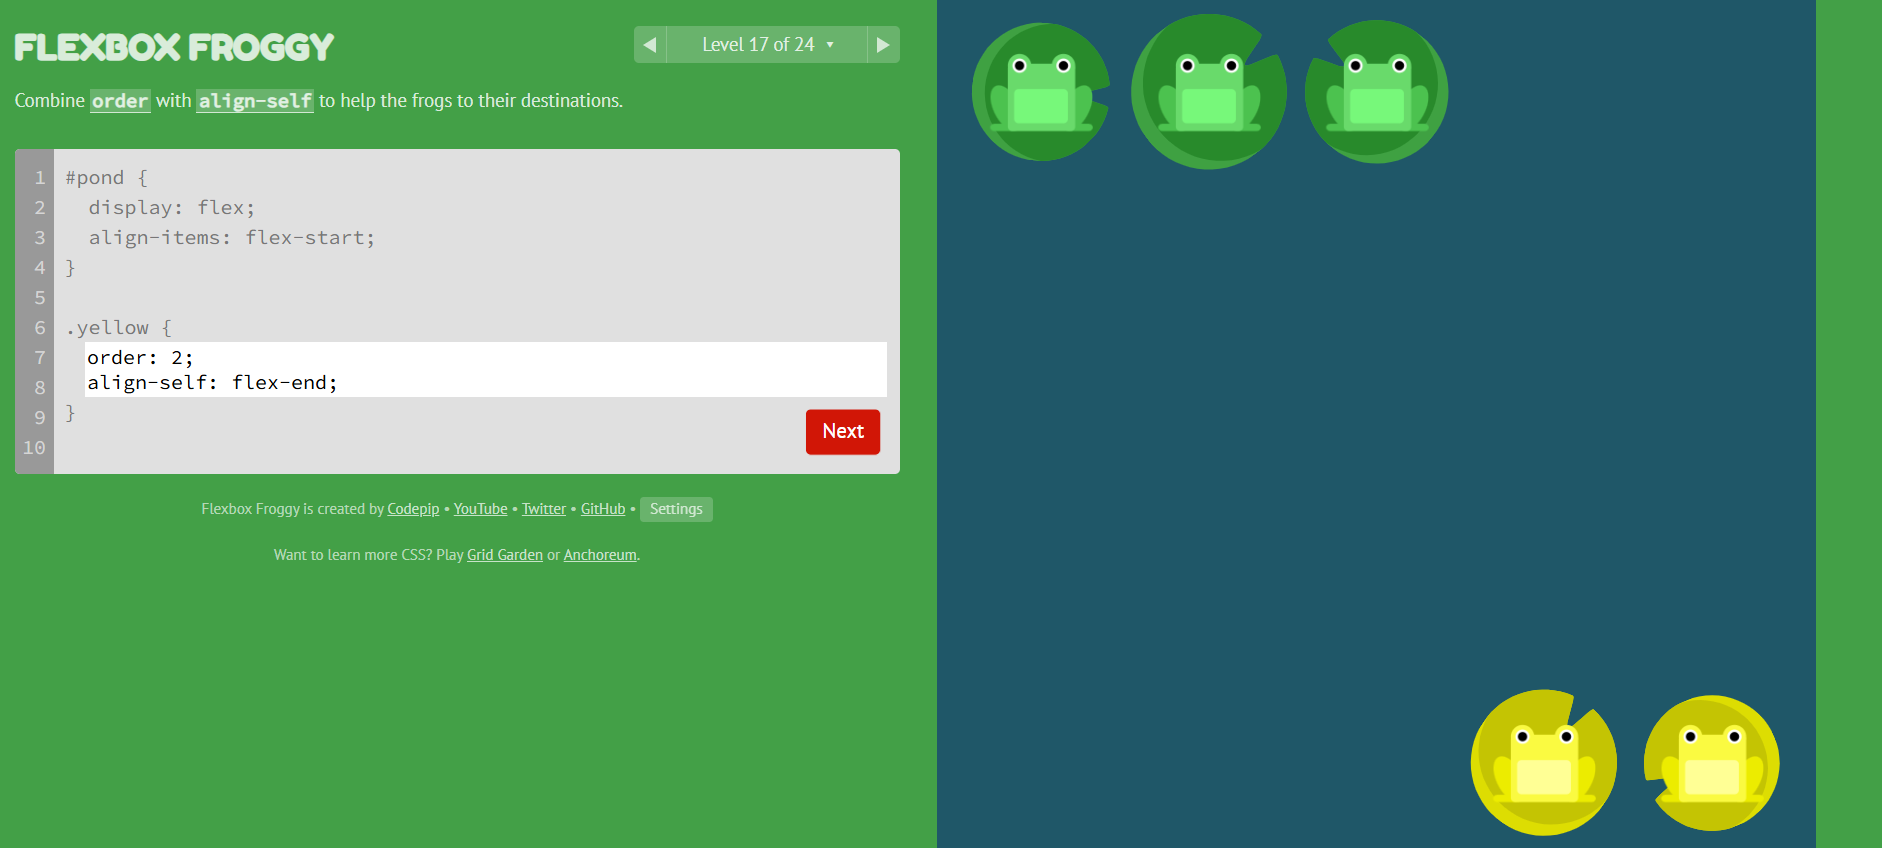 FLEXBOX FROGGY
Level 17 of 24 ▾
Combine order with align-self to help the frogs to their destinations.
1 #pond {
2 display: flex;
3 align-items: flex-start;
4 }
5
6 .yellow {
7 order: 2;
8 align-self: flex-end;
9 }
10
Next
Flexbox Froggy is created by Codepip • YouTube • Twitter • GitHub • Settings
Want to learn more CSS? Play Grid Garden or Anchoreum.